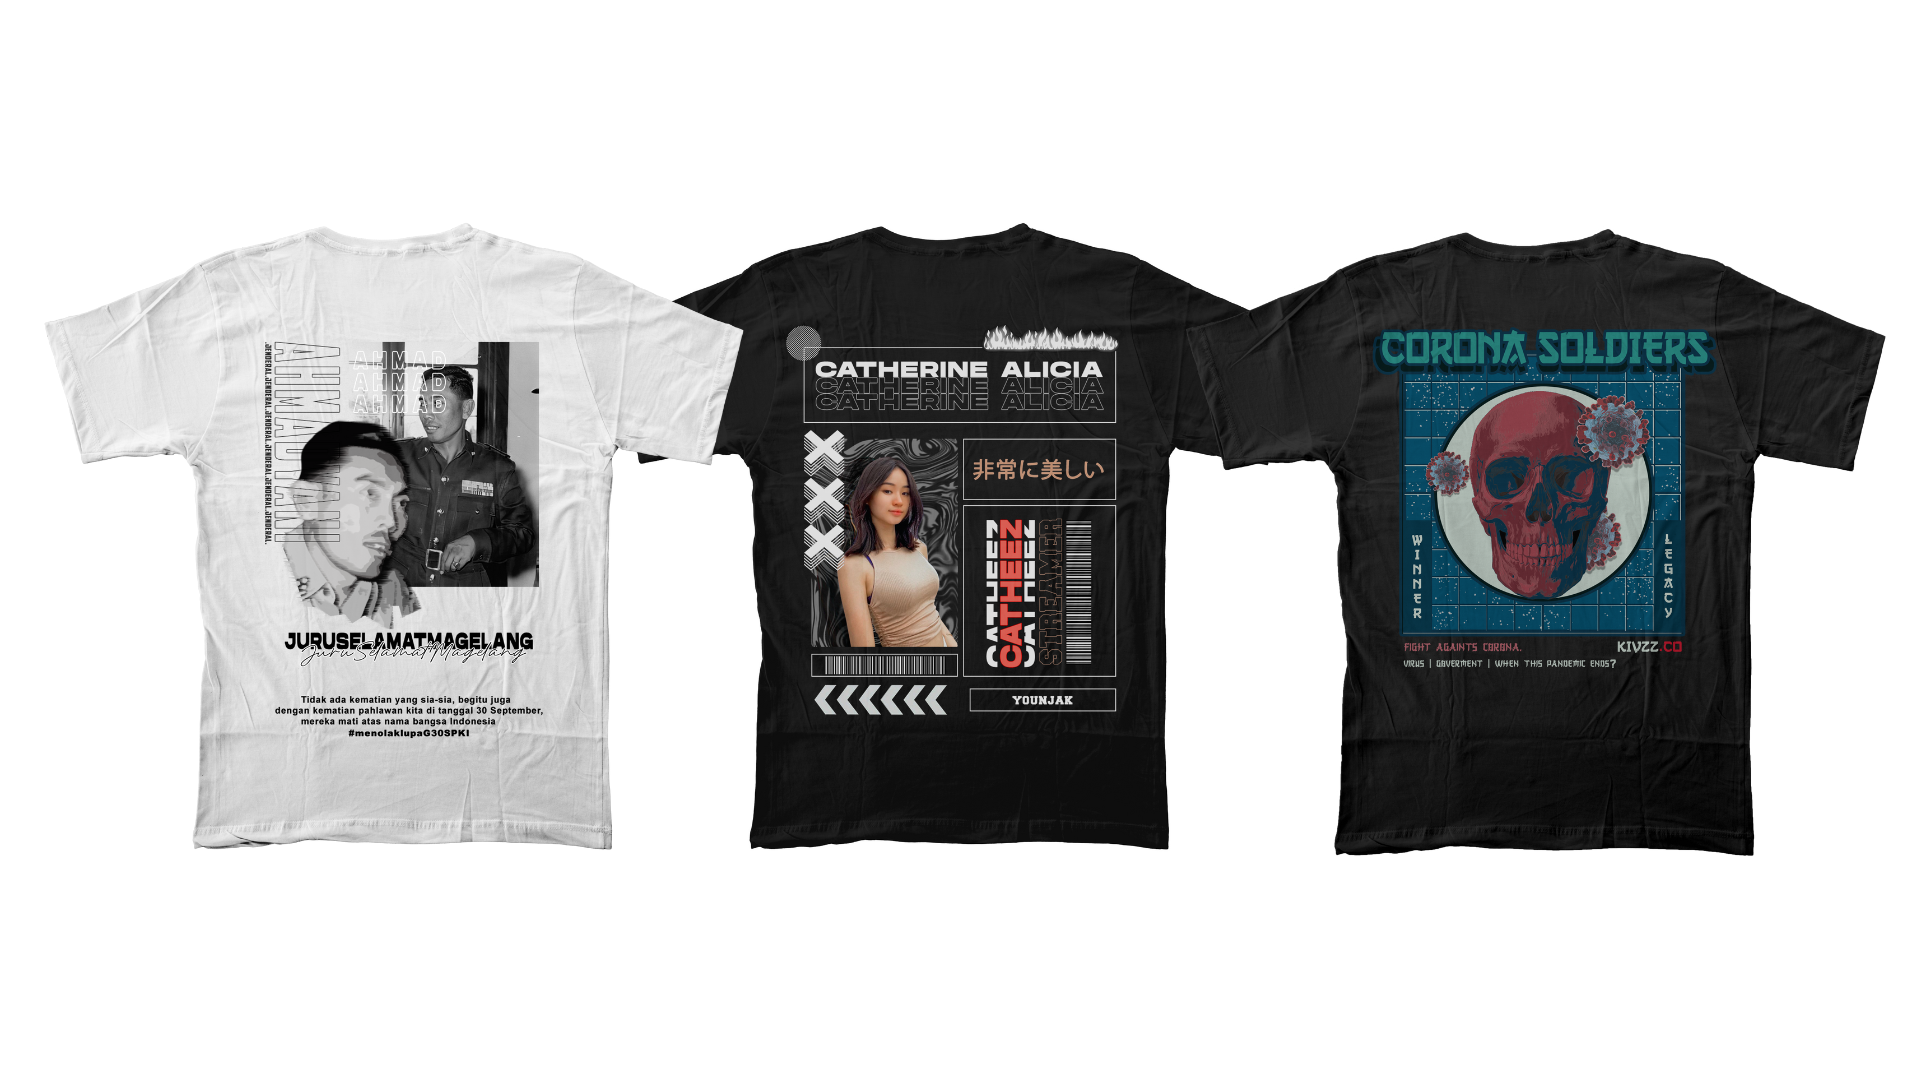 JENDERAL.JENDERAL.JENDERAL.JENDERAL.JENDERAL.JENDERAL.
AHMADJANI
AHMAD
AHMAD
AHMAD
JURUSELAMATMAGELANG
JuruSelamatMagelang
Tidak ada kematian yang sia-sia, begitu juga
dengan kematian pahlawan kita di tanggal 30 September,
mereka mati atas nama bangsa Indonesia
#menolaklupaG30SPKI
CATHERINE ALICIA
CATHERINE ALICIA
CATHERINE ALICIA
非常に美しい
CATHEEZ
CATHEEZ
CATHEEZ
STREAMER
YOUNJAK
CORONA SOLDIERS
WINNER
LEGACY
FIGHT AGAINTS CORONA.
KIVZZ.CO
VIRUS | GOVERMENT | WHEN THIS PANDEMIC ENDS?